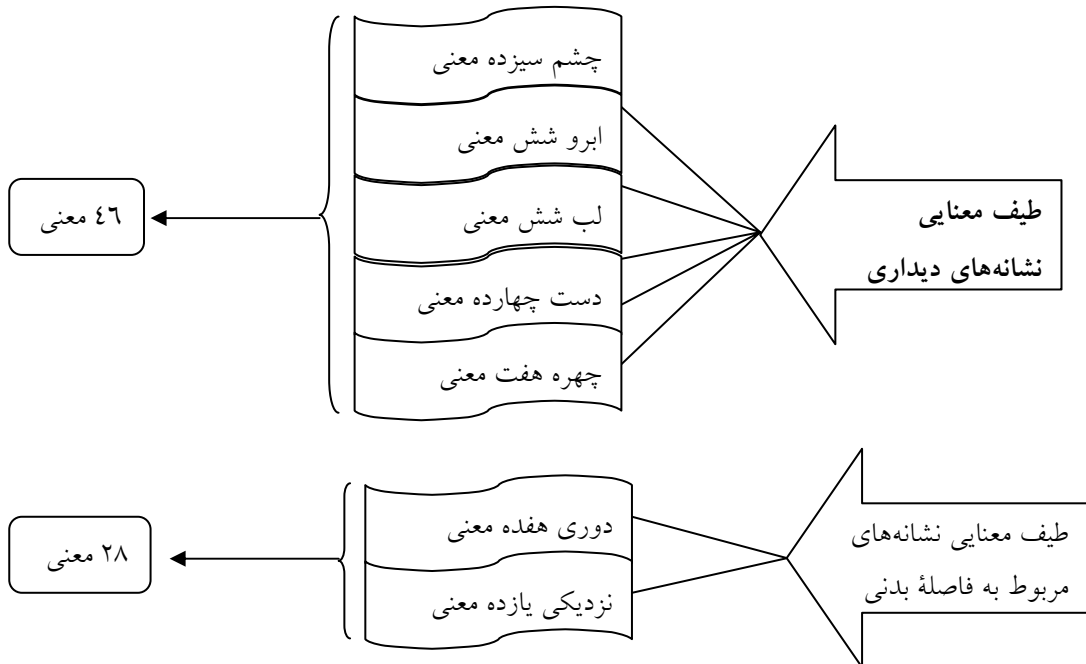 طیف معنایی
نشانه‌های دیداری
چشم سیزده معنی
ابرو شش معنی
لب شش معنی
دست چهارده معنی
چهره هفت معنی
٤٦ معنی
طیف معنایی نشانه‌های
مربوط به فاصلهٔ بدنی
دوری هفده معنی
نزدیکی یازده معنی
٢٨ معنی